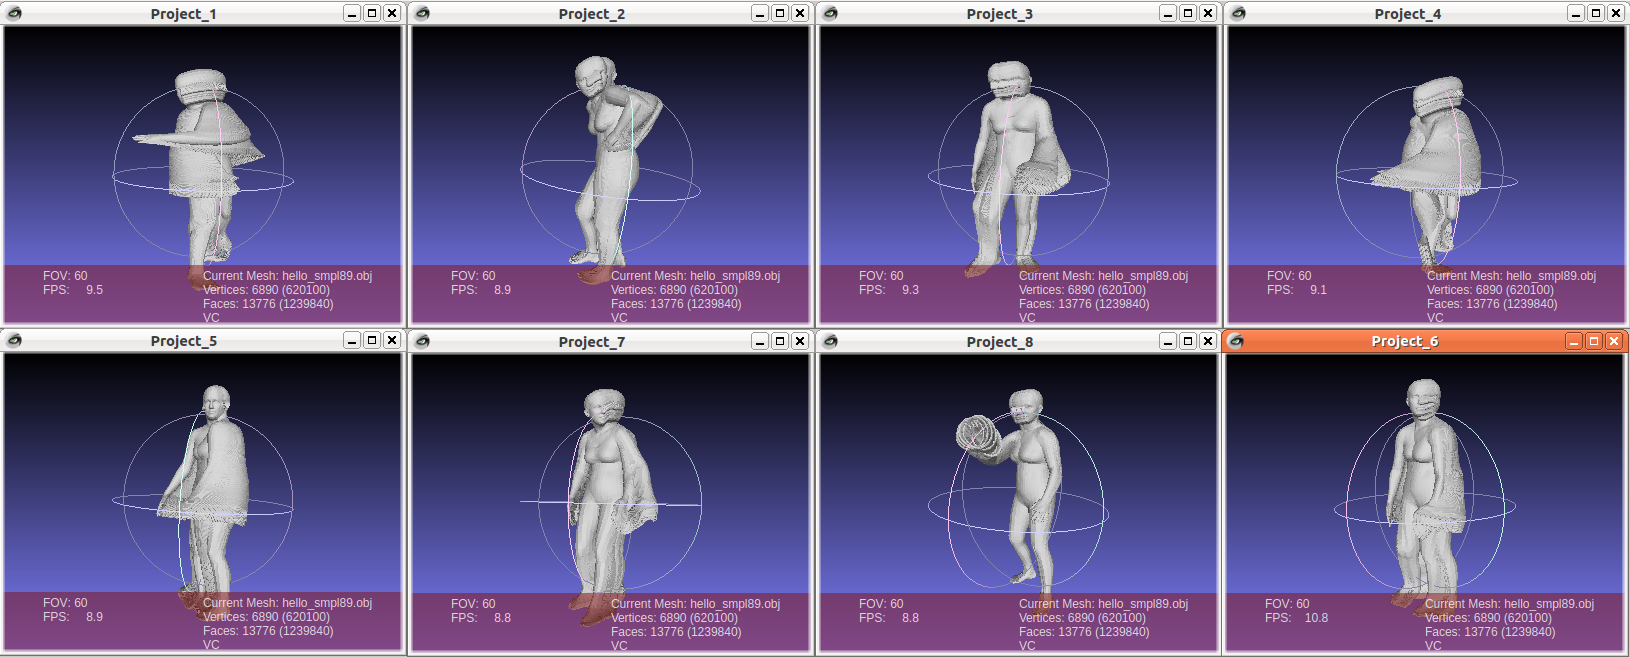 Project_1
FOV: 60
FPS: 9.5
Current Mesh: hello_smpl89.obj
Vertices: 6890 (620100)
Faces: 13776 (1239840)
VC
Project_2
FOV: 60
FPS: 8.9
Current Mesh: hello_smpl89.obj
Vertices: 6890 (620100)
Faces: 13776 (1239840)
VC
Project_3
FOV: 60
FPS: 9.3
Current Mesh: hello_smpl89.obj
Vertices: 6890 (620100)
Faces: 13776 (1239840)
VC
Project_4
FOV: 60
FPS: 9.1
Current Mesh: hello_smpl89.obj
Vertices: 6890 (620100)
Faces: 13776 (1239840)
VC
Project_5
FOV: 60
FPS: 8.9
Current Mesh: hello_smpl89.obj
Vertices: 6890 (620100)
Faces: 13776 (1239840)
VC
Project_7
FOV: 60
FPS: 8.8
Current Mesh: hello_smpl89.obj
Vertices: 6890 (620100)
Faces: 13776 (1239840)
VC
Project_8
FOV: 60
FPS: 8.8
Current Mesh: hello_smpl89.obj
Vertices: 6890 (620100)
Faces: 13776 (1239840)
VC
Project_6
FOV: 60
FPS: 10.8
Current Mesh: hello_smpl89.obj
Vertices: 6890 (620100)
Faces: 13776 (1239840)
VC